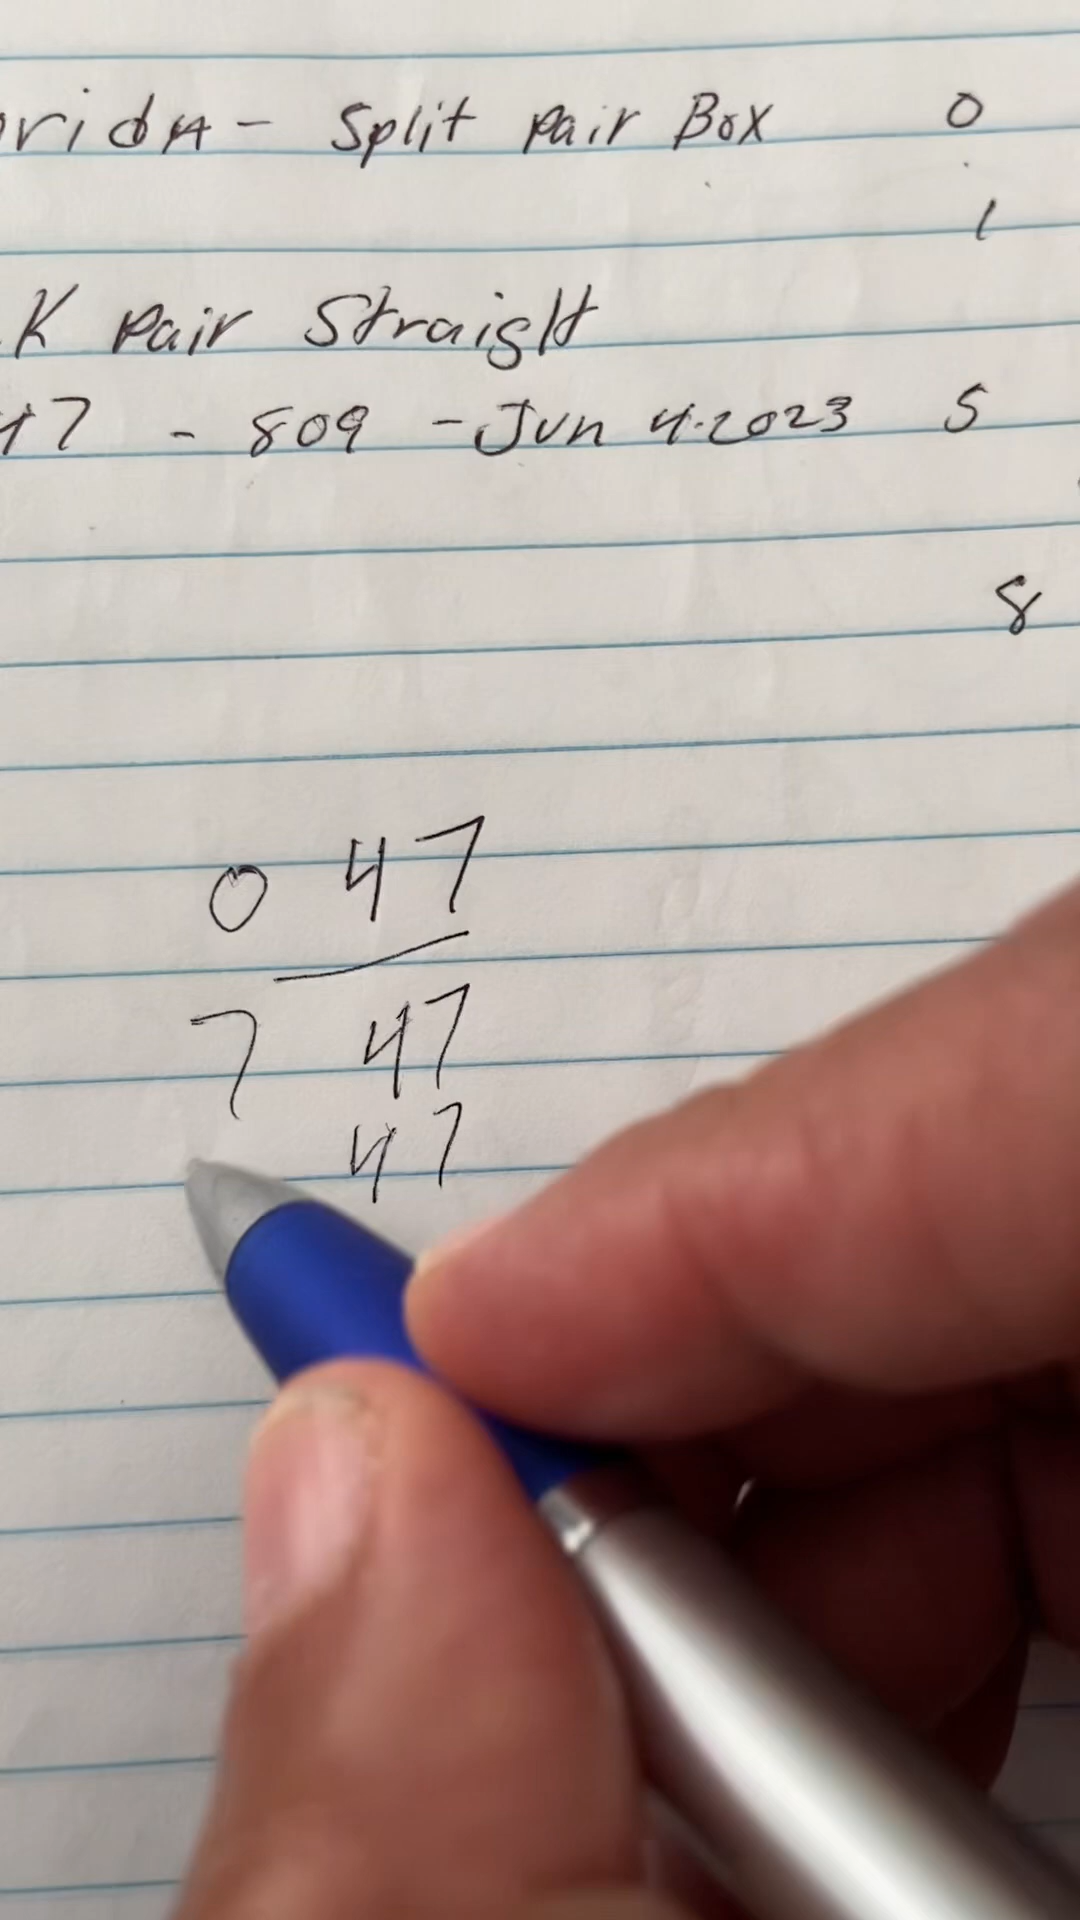 oridA - Split pair Box 0
1
K pair Straight
47 - 809 - Jun 4.2023 5
8
0 47
7 47
47